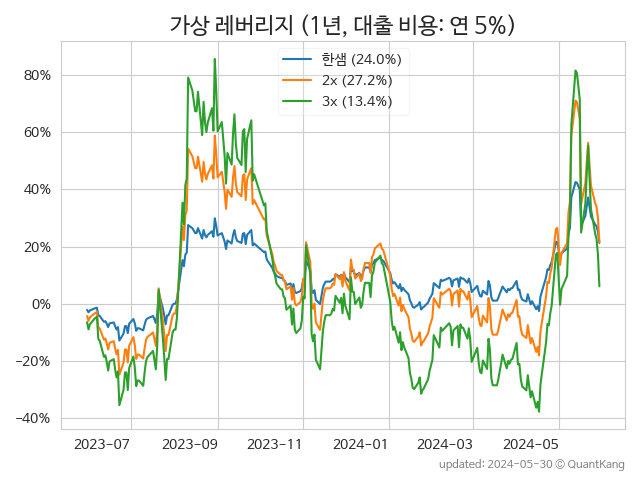 가상 레버리지 (1년, 대출 비용: 연 5%)
한샘 (24.0%)
2x (27.2%)
3x (13.4%)
80%
60%
40%
20%
0%
−20%
−40%
2023-07 2023-09 2023-11 2024-01 2024-03 2024-05
updated: 2024-05-30 © QuantKang